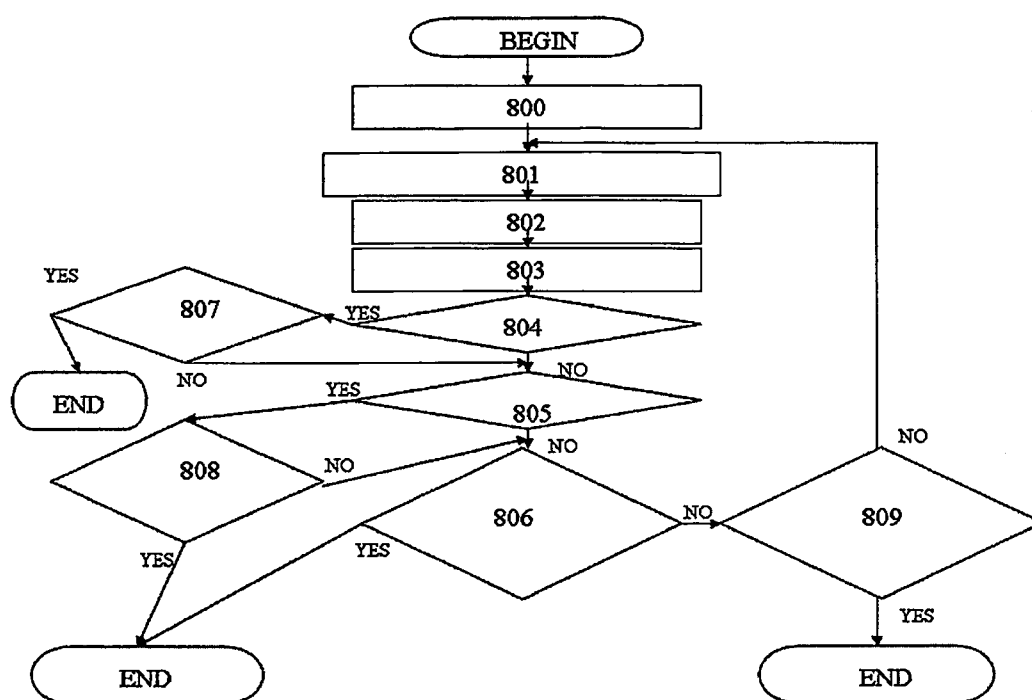 BEGIN
800
801
802
803
YES
807
YES
804
NO
NO
END
YES
805
NO
808
NO
NO
806
NO
809
YES
YES
YES
END
END